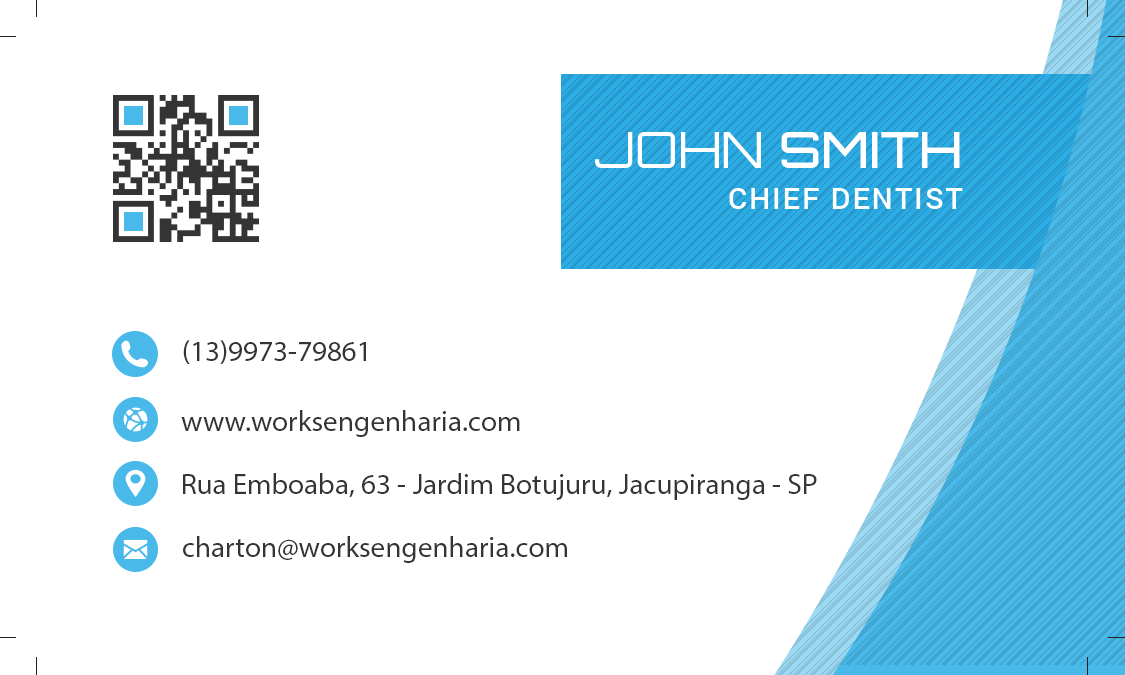 JOHN SMITH
CHIEF DENTIST
(13)9973-79861
www.worksengenharia.com
Rua Emboaba, 63 - Jardim Botujuru, Jacupiranga - SP
charton@worksengenharia.com